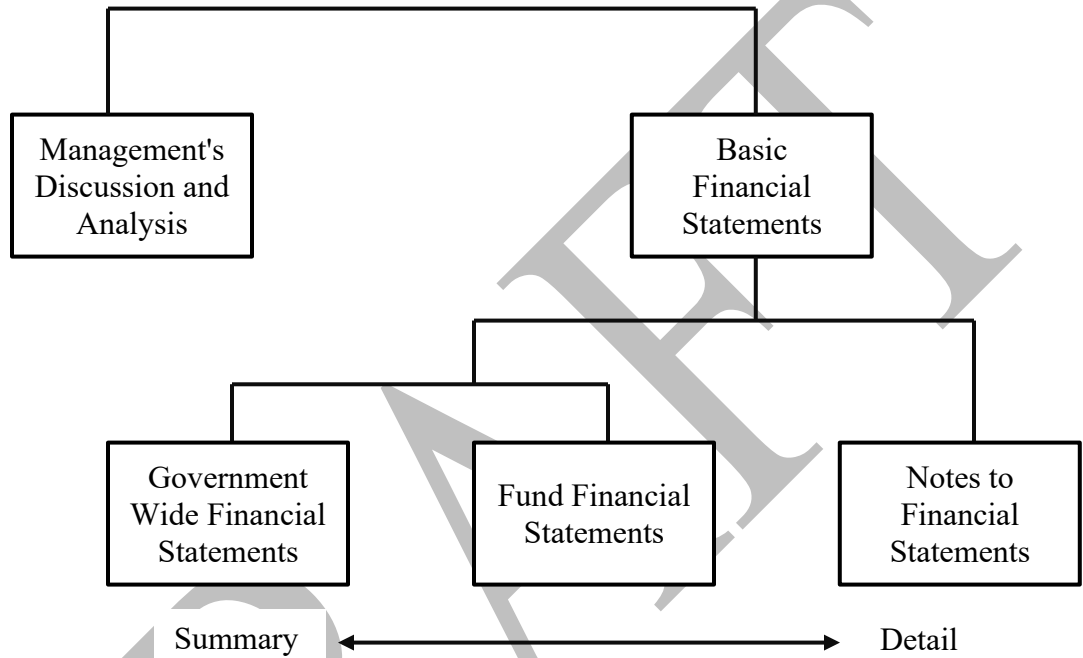 Management's
Discussion and
Analysis
Basic
Financial
Statements
Government
Wide Financial
Statements
Fund Financial
Statements
Notes to
Financial
Statements
Summary
Detail
DRAFT